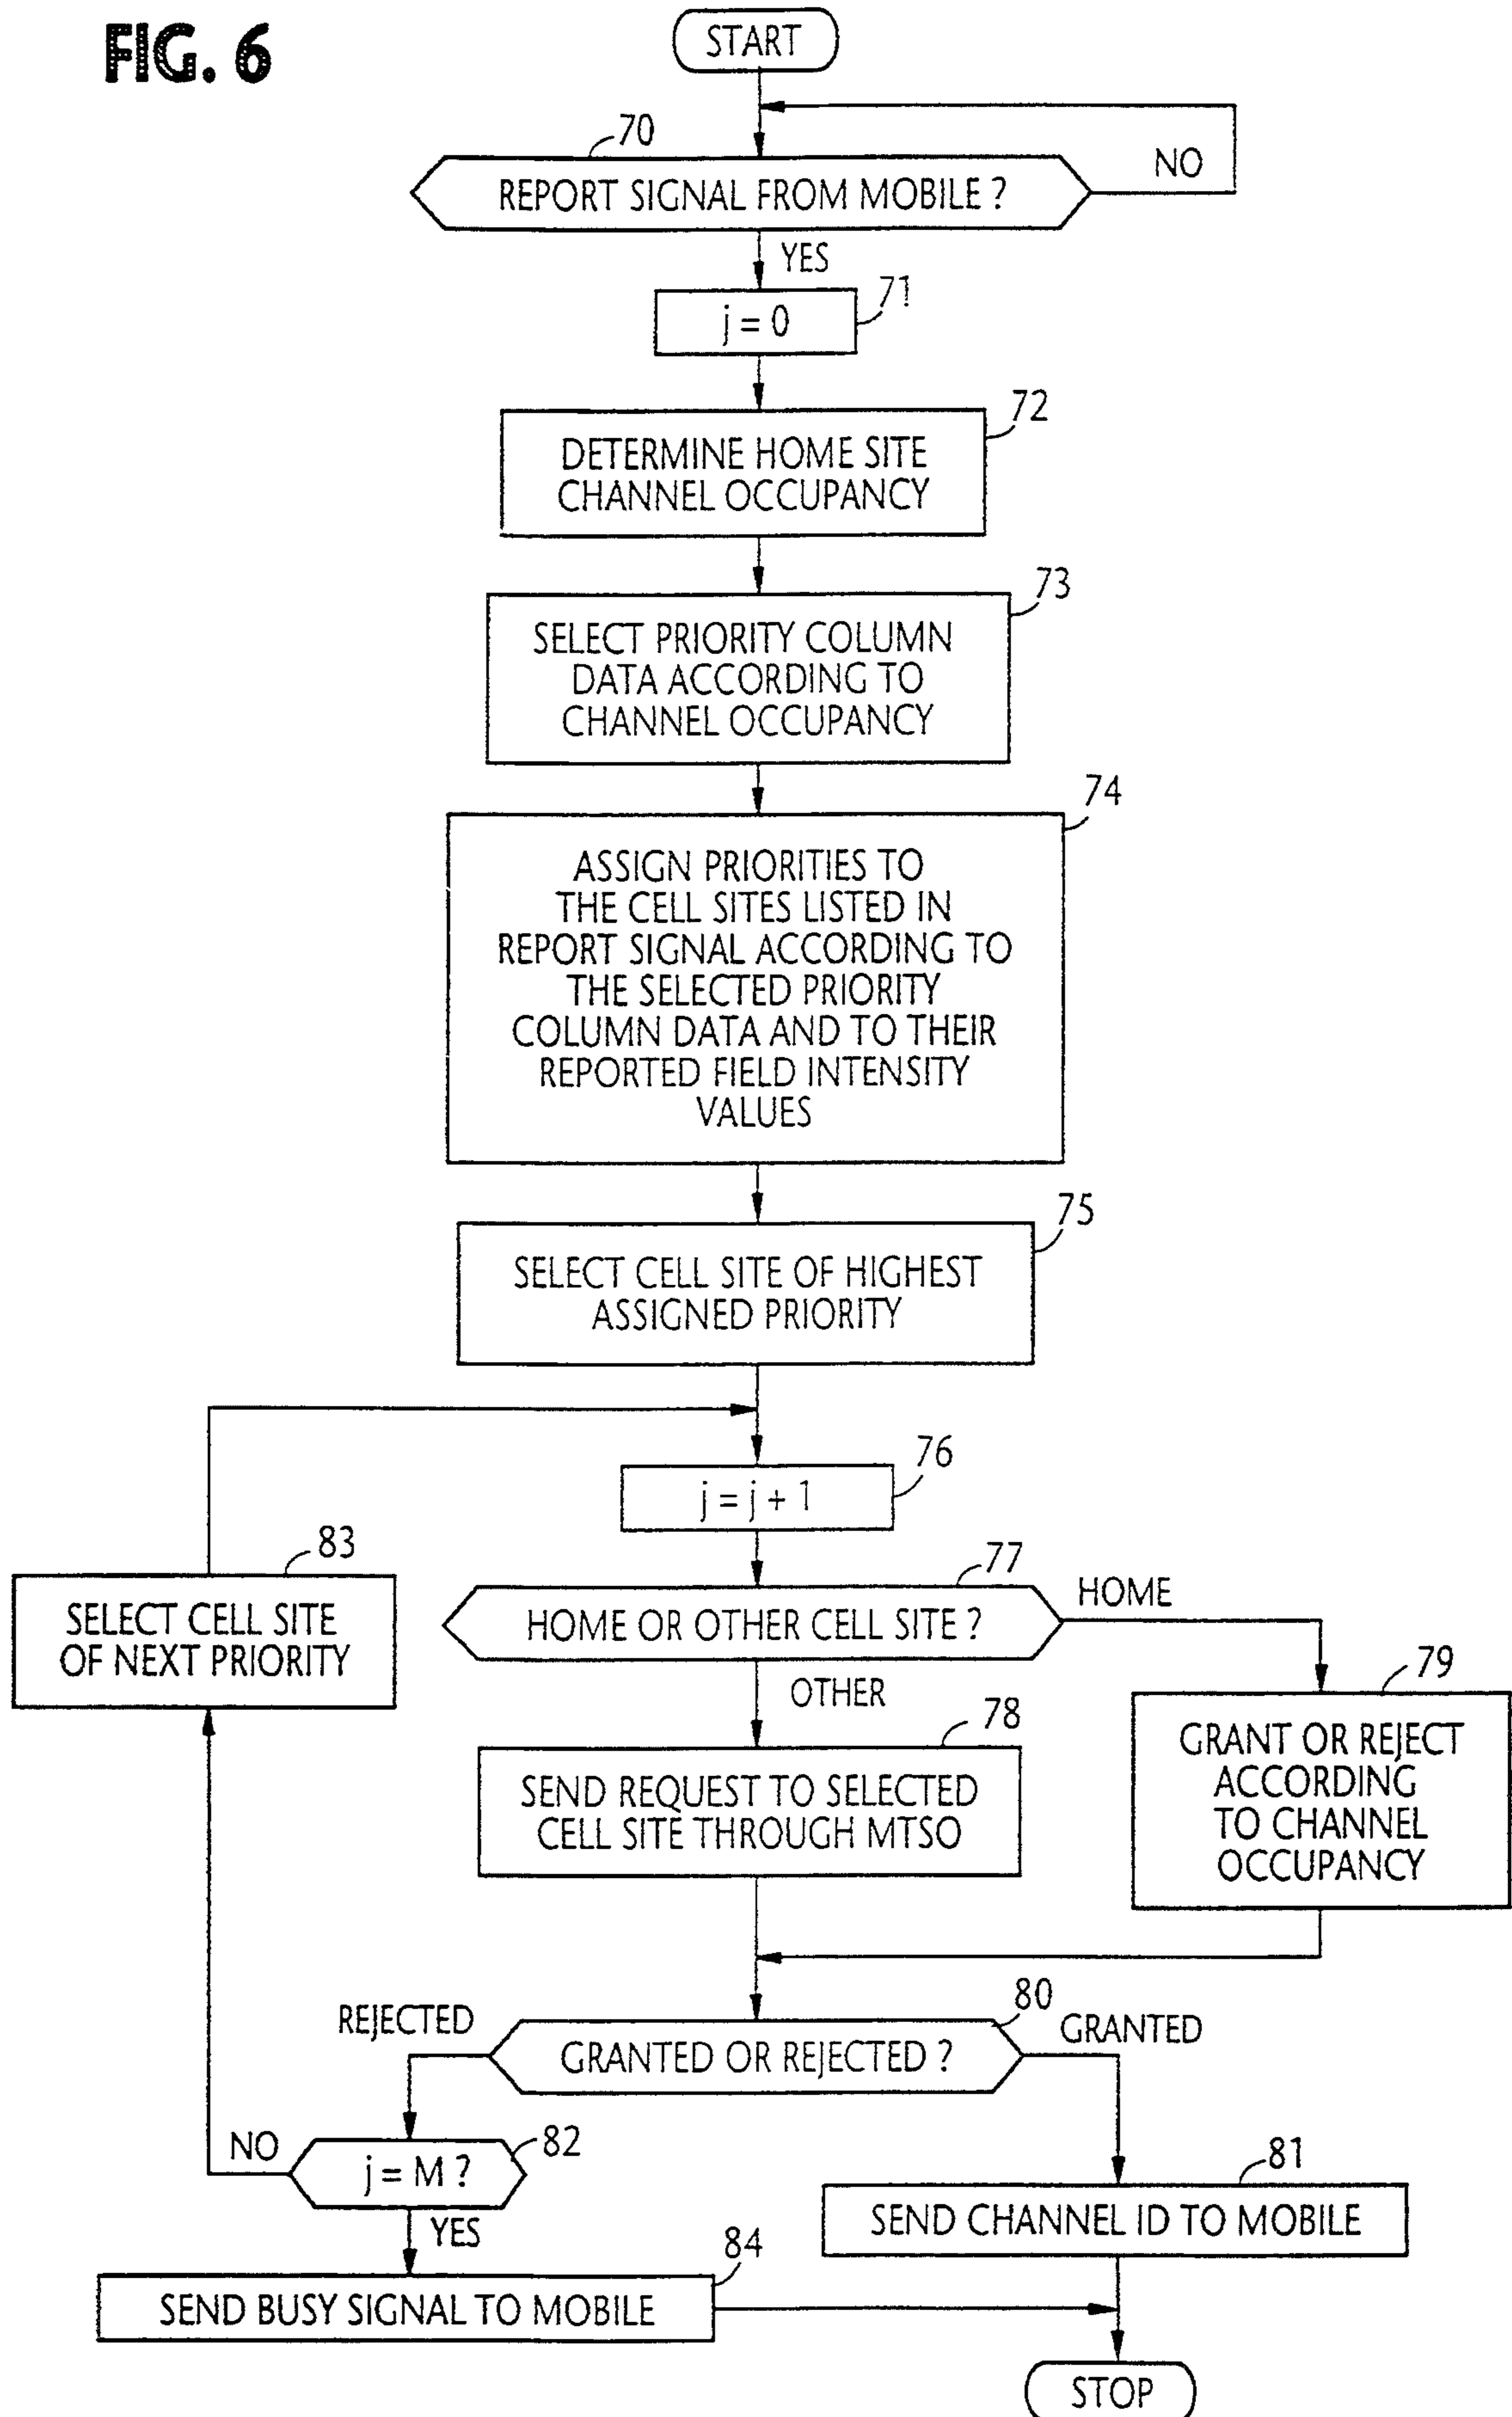 FIG. 6
START
70
REPORT SIGNAL FROM MOBILE ?
NO
YES
71
j = 0
72
DETERMINE HOME SITE
CHANNEL OCCUPANCY
73
SELECT PRIORITY COLUMN
DATA ACCORDING TO
CHANNEL OCCUPANCY
74
ASSIGN PRIORITIES TO
THE CELL SITES LISTED IN
REPORT SIGNAL ACCORDING TO
THE SELECTED PRIORITY
COLUMN DATA AND TO THEIR
REPORTED FIELD INTENSITY
VALUES
75
SELECT CELL SITE OF HIGHEST
ASSIGNED PRIORITY
76
j = j + 1
83
SELECT CELL SITE
OF NEXT PRIORITY
77
HOME OR OTHER CELL SITE ?
HOME
OTHER
78
SEND REQUEST TO SELECTED
CELL SITE THROUGH MTSO
79
GRANT OR REJECT
ACCORDING
TO CHANNEL
OCCUPANCY
80
REJECTED
GRANTED OR REJECTED ?
GRANTED
NO
82
j = M ?
YES
81
SEND CHANNEL ID TO MOBILE
84
SEND BUSY SIGNAL TO MOBILE
STOP